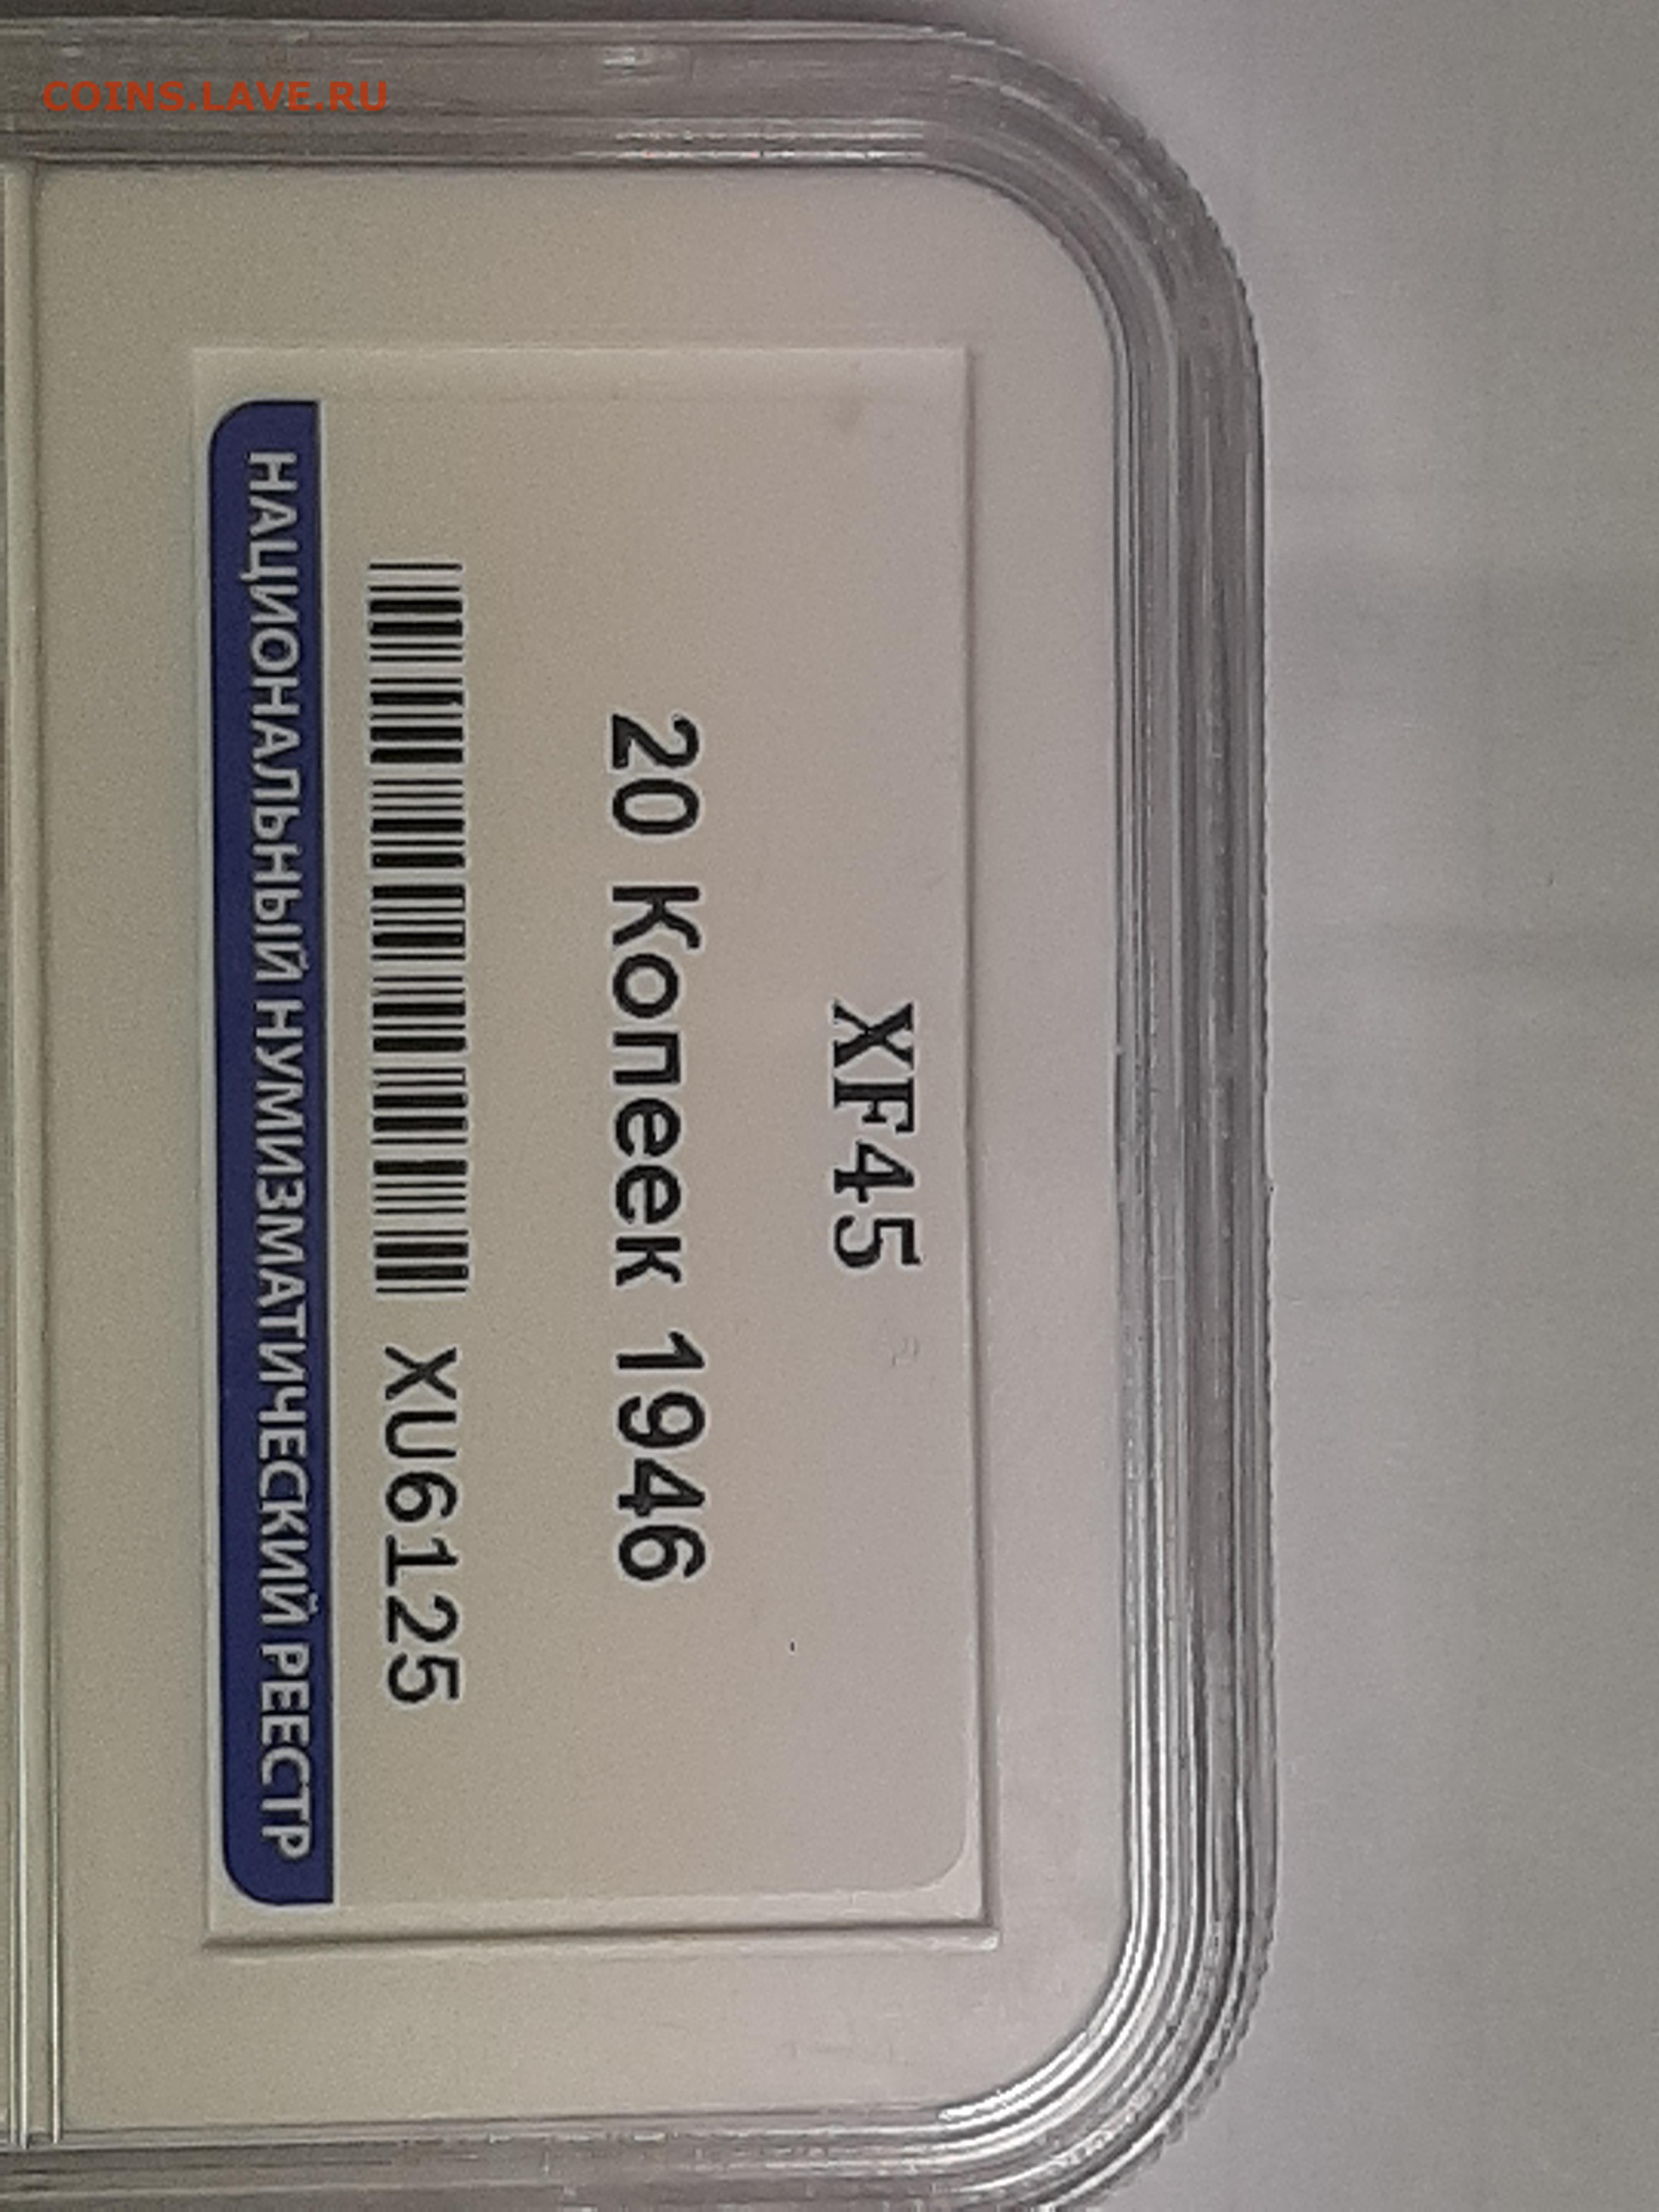 COINS.LAVE.RU
XF45
20 Копеек 1946
XU6125
НАЦИОНАЛЬНЫЙ НУМИЗМАТИЧЕСКИЙ РЕЕСТР